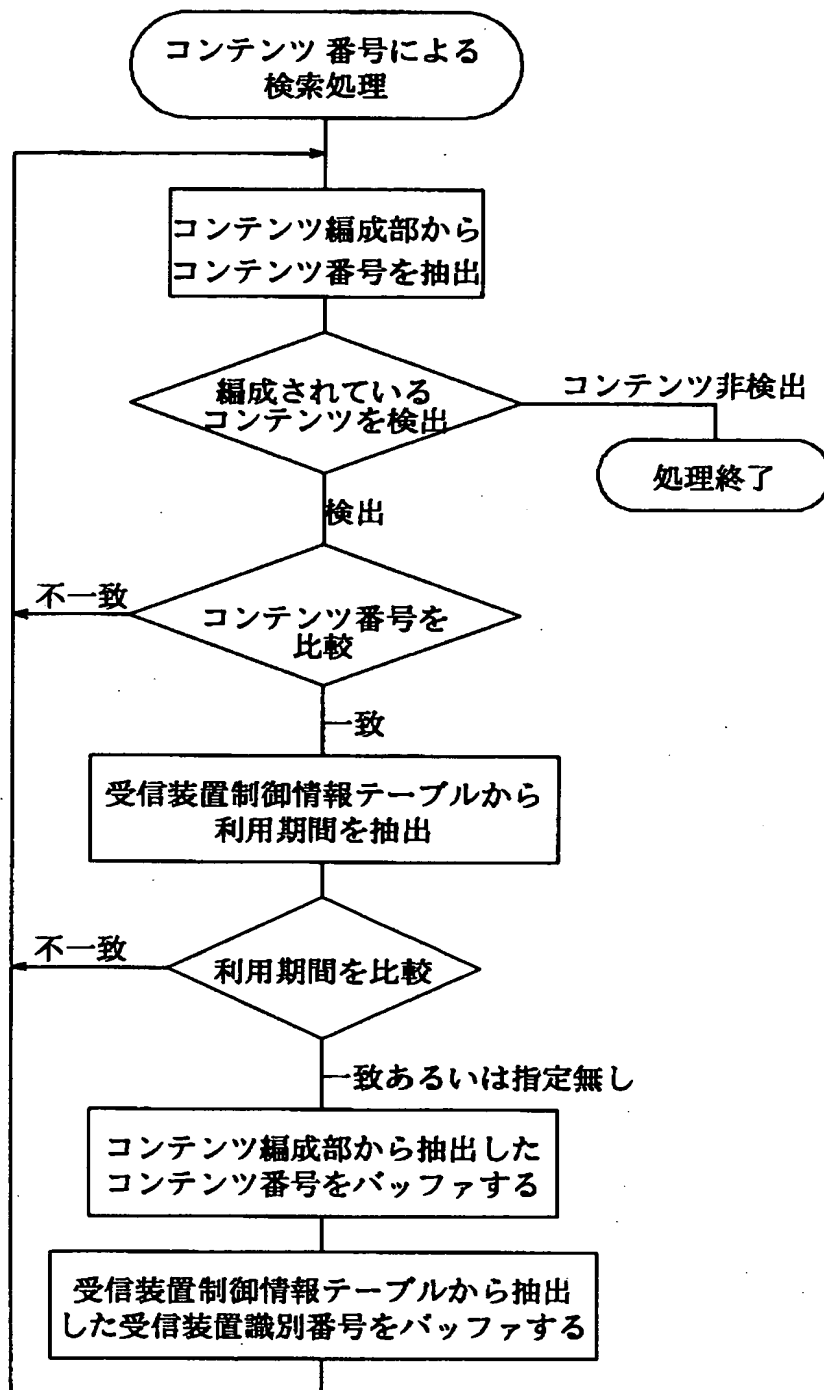 コンテンツ番号による
検索処理
コンテンツ編成部から
コンテンツ番号を抽出
編成されている
コンテンツを検出
コンテンツ非検出
処理終了
検出
不一致
コンテンツ番号を
比較
一致
受信装置制御情報テーブルから
利用期間を抽出
不一致
利用期間を比較
一致あるいは指定無し
コンテンツ編成部から抽出した
コンテンツ番号をバッファする
受信装置制御情報テーブルから抽出
した受信装置識別番号をバッファする